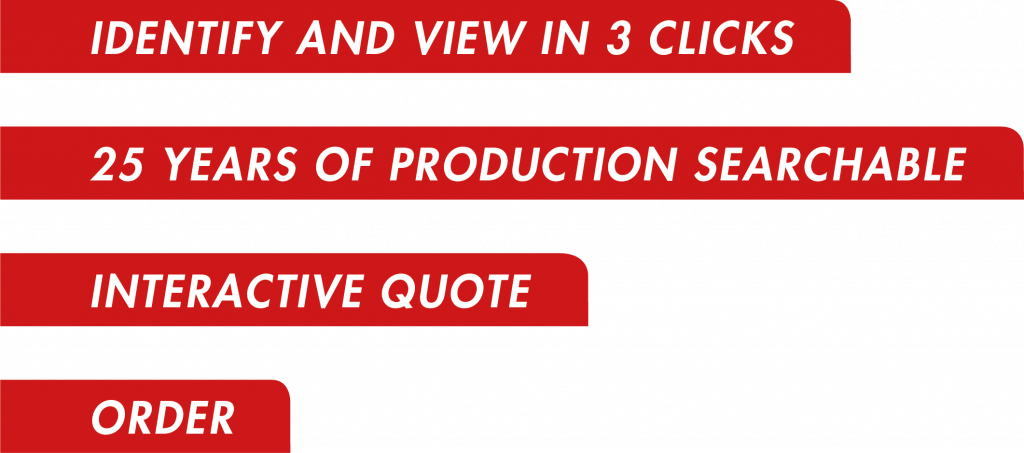 IDENTIFY AND VIEW IN 3 CLICKS
25 YEARS OF PRODUCTION SEARCHABLE
INTERACTIVE QUOTE
ORDER